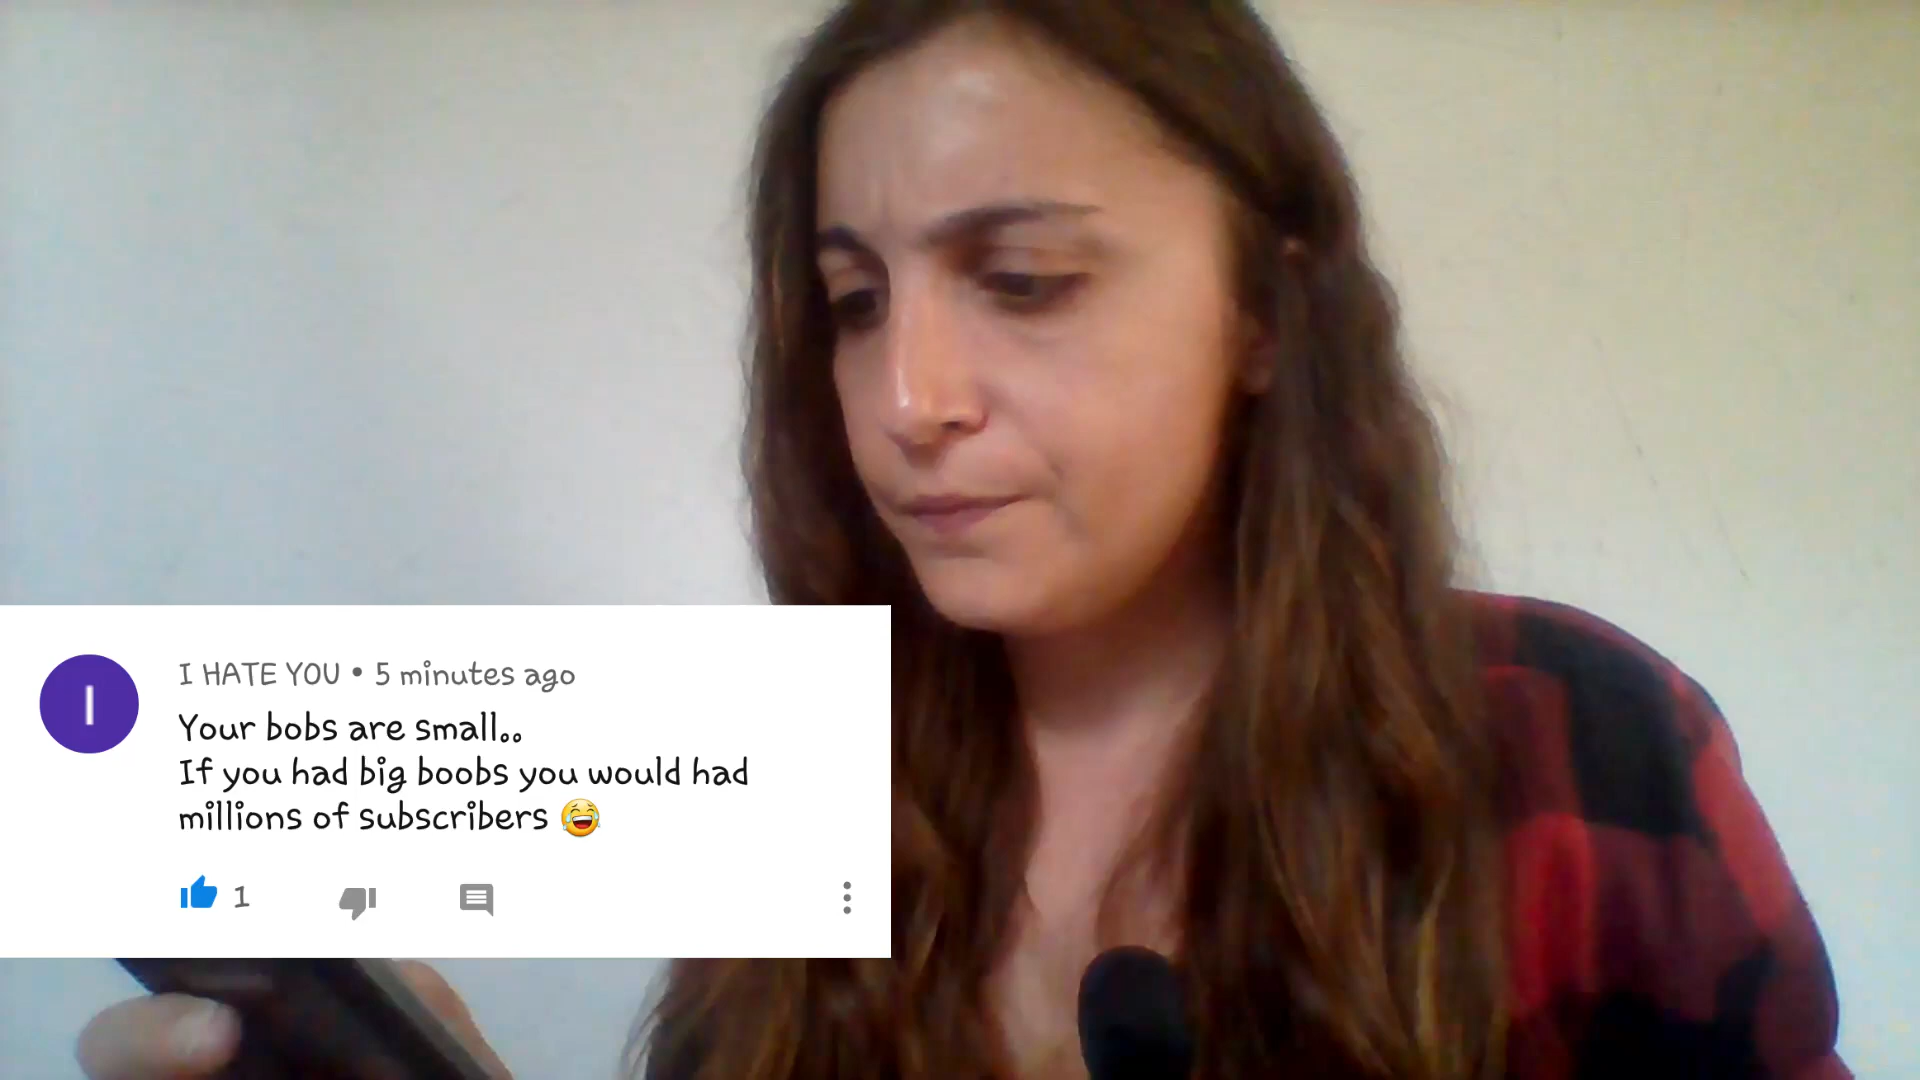 I
I HATE YOU • 5 minutes ago
Your bobs are small..
If you had big boobs you would had
millions of subscribers 😂
1